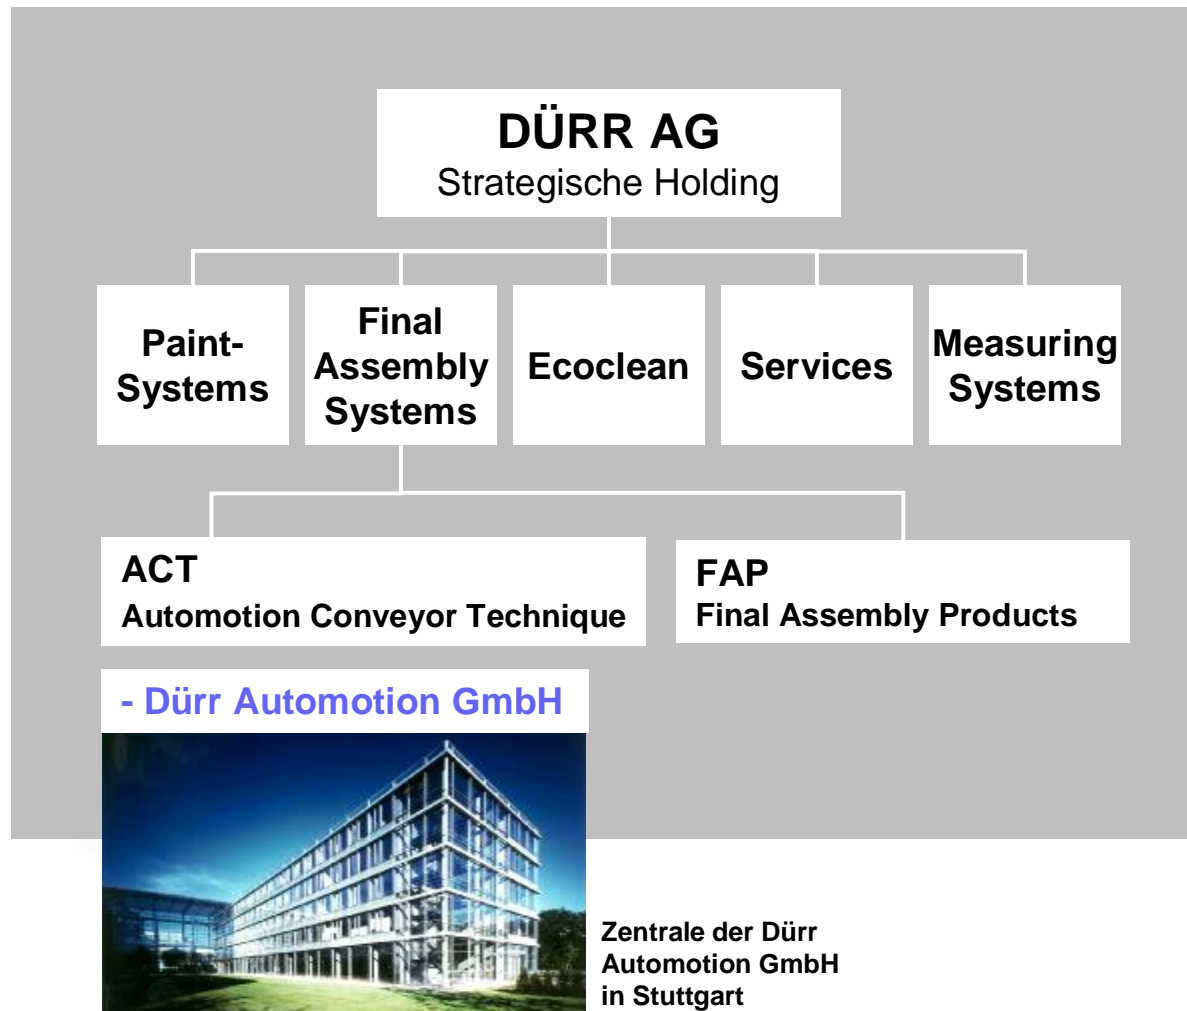 DÜRR AG
Strategische Holding
Paint-
Systems
Final
Assembly
Systems
Ecoclean
Services
Measuring
Systems
ACT
Automotion Conveyor Technique
FAP
Final Assembly Products
- Dürr Automotion GmbH
Zentrale der Dürr
Automotion GmbH
in Stuttgart